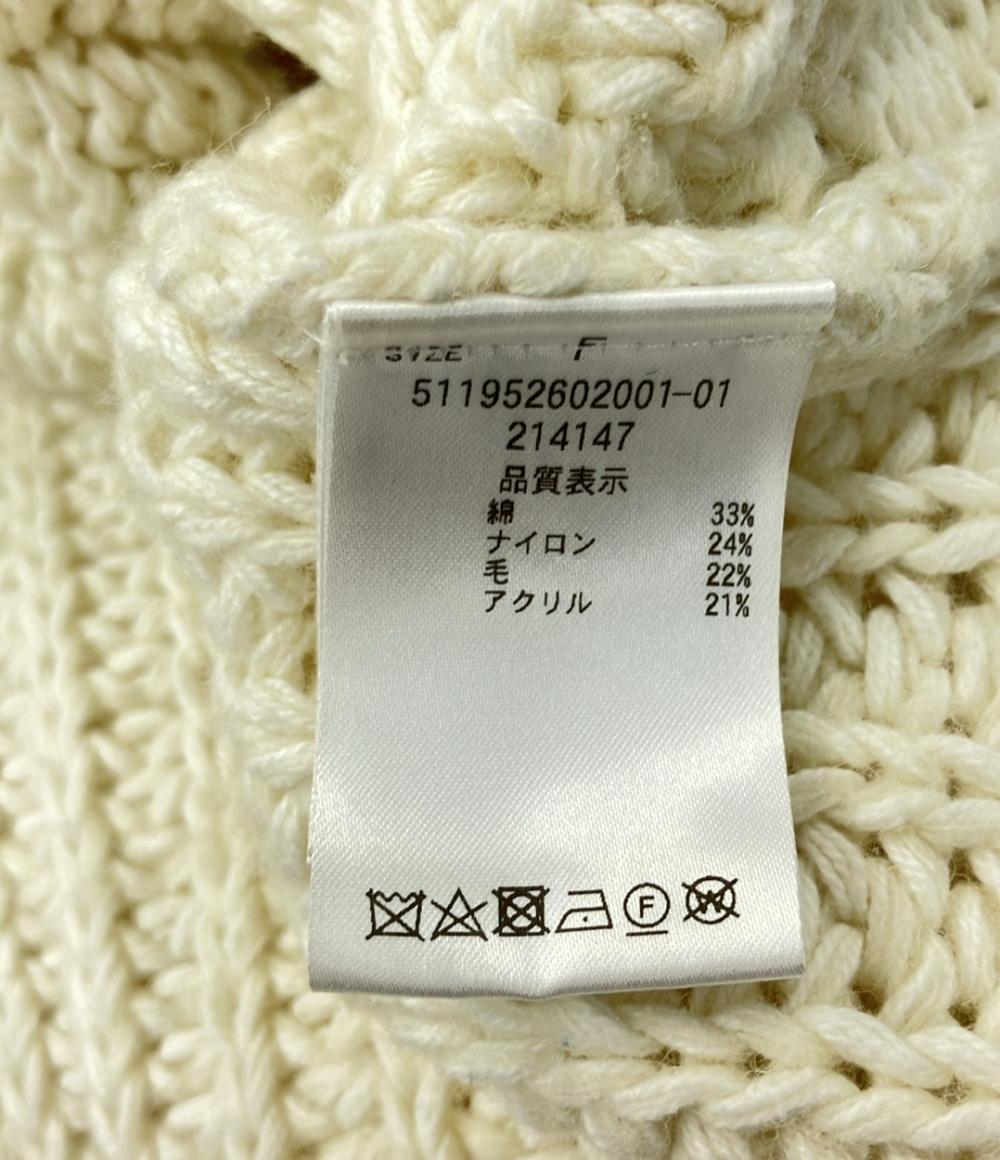 SIZE F
511952602001-01
214147
品質表示
綿 33%
ナイロン 24%
毛 22%
アクリル 21%
F W